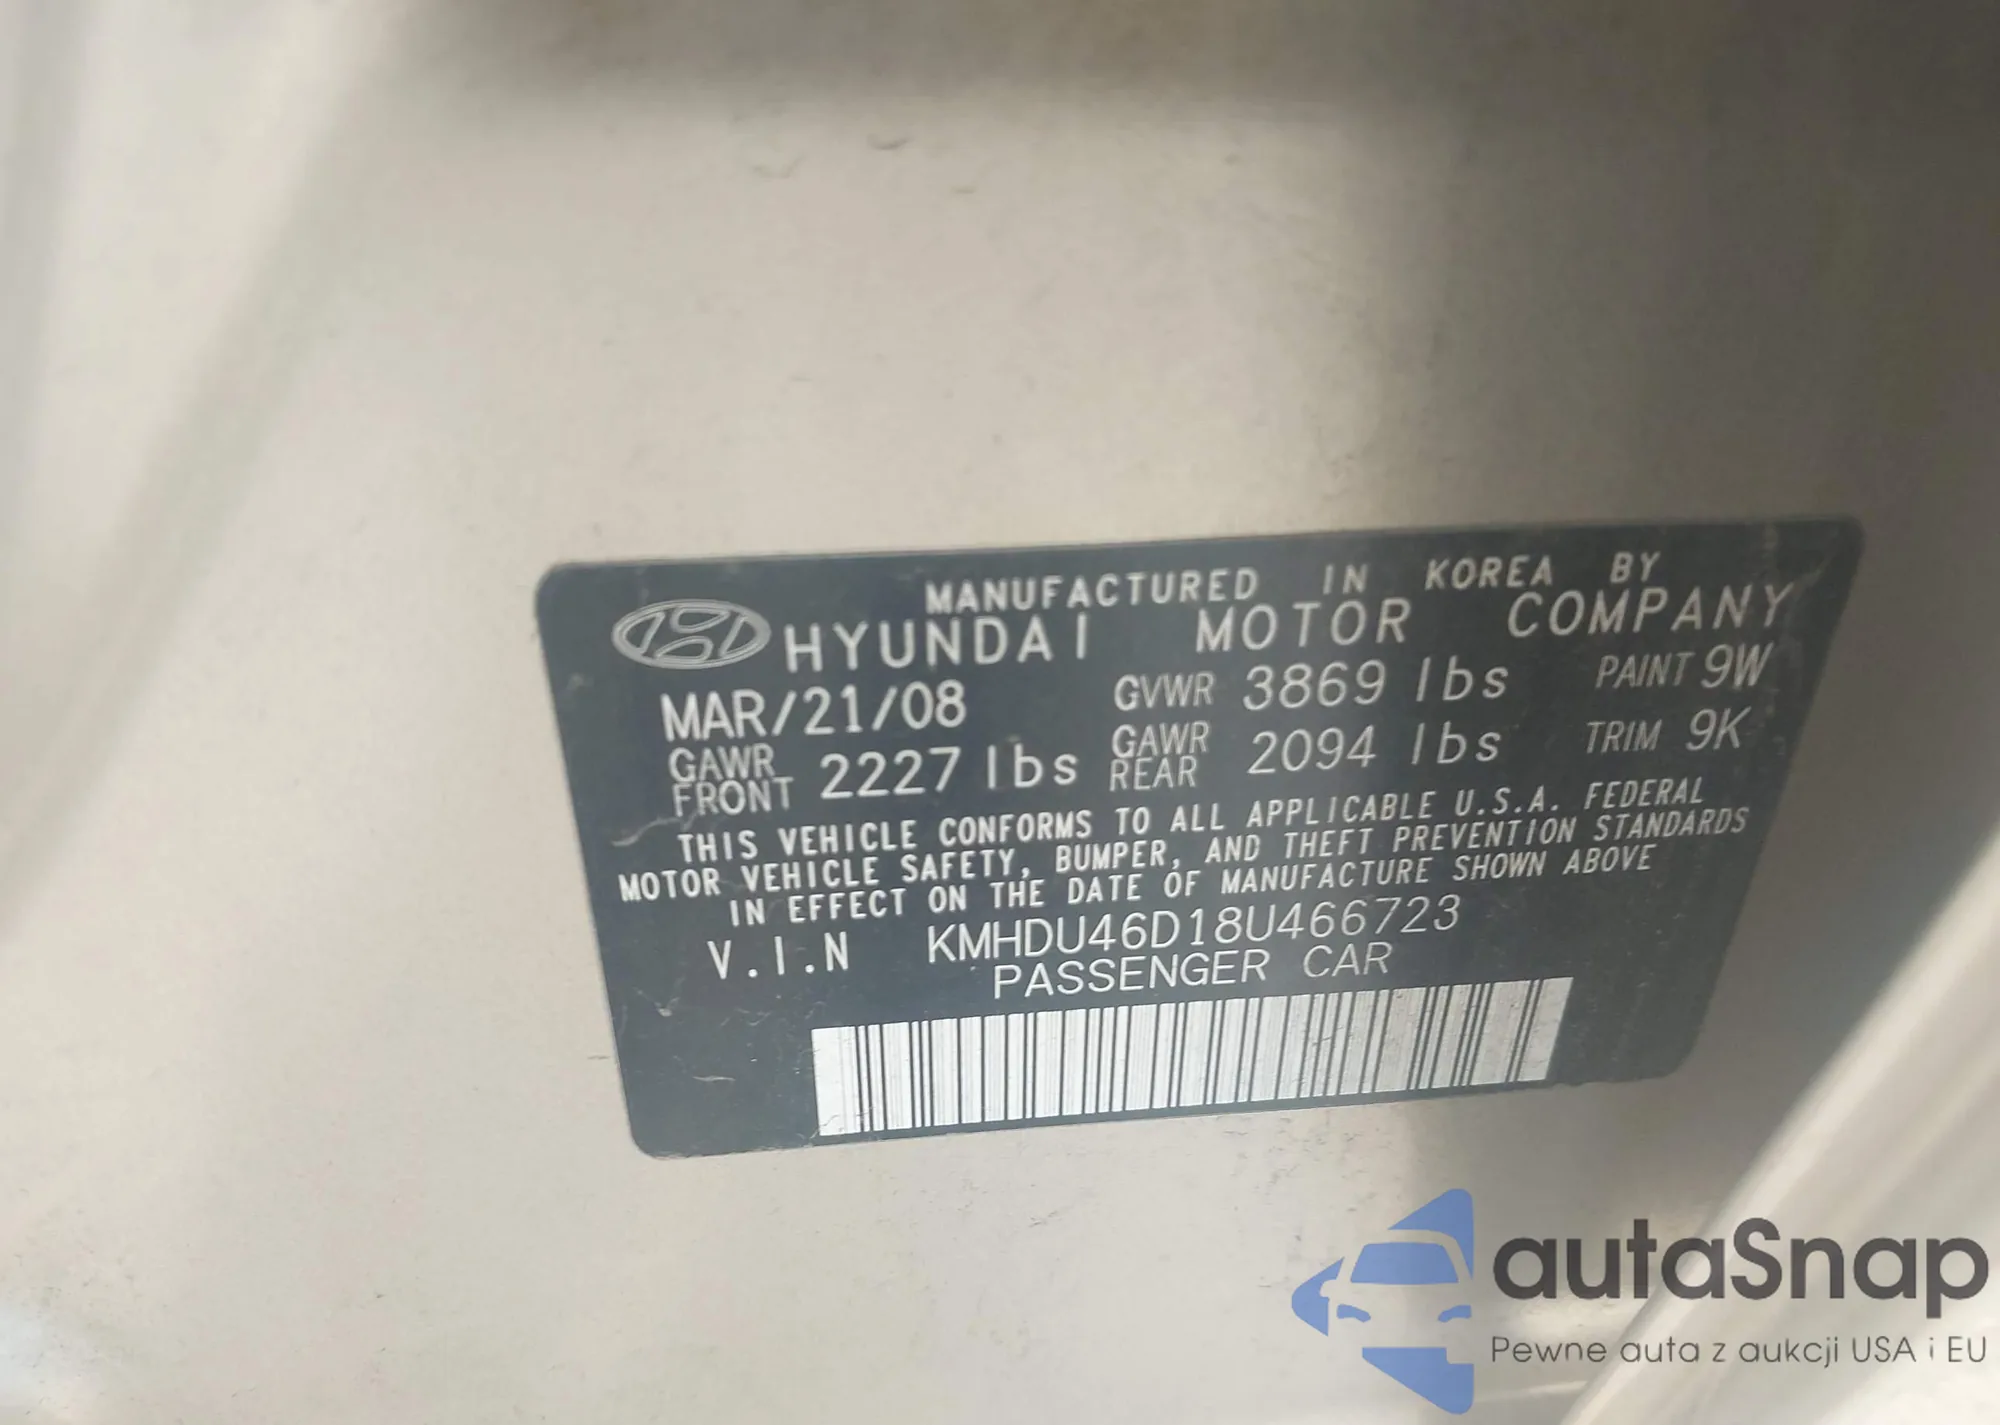 MANUFACTURED IN KOREA BY
HYUNDAI MOTOR COMPANY
MAR/21/08 GVWR 3869 lbs PAINT 9W
GAWR FRONT 2227 lbs GAWR REAR 2094 lbs TRIM 9K
THIS VEHICLE CONFORMS TO ALL APPLICABLE U.S.A. FEDERAL
MOTOR VEHICLE SAFETY, BUMPER, AND THEFT PREVENTION STANDARDS
IN EFFECT ON THE DATE OF MANUFACTURE SHOWN ABOVE
V.I.N KMHDU46D18U466723
PASSENGER CAR
autaSnap
Pewne auta z aukcji USA i EU